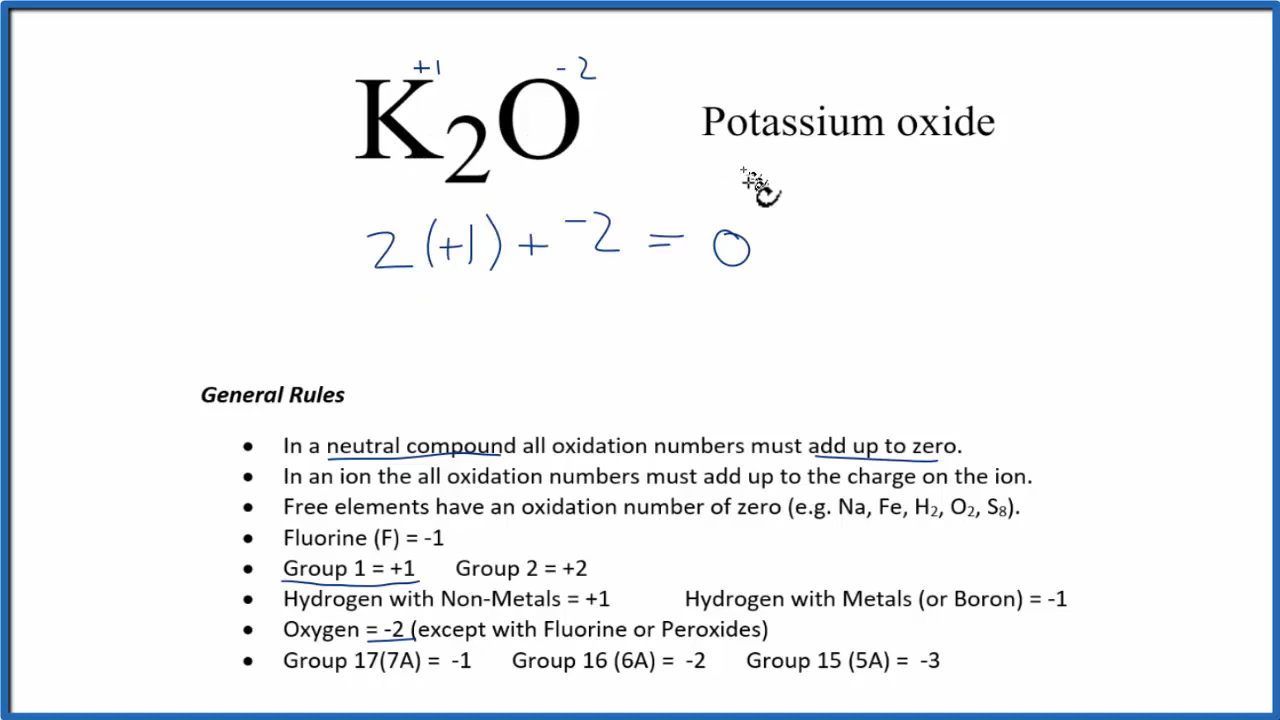 +1 -2
K₂O Potassium oxide
2 (+1) + -2 = 0
General Rules
• In a neutral compound all oxidation numbers must add up to zero.
• In an ion the all oxidation numbers must add up to the charge on the ion.
• Free elements have an oxidation number of zero (e.g. Na, Fe, H₂, O₂, S₈).
• Fluorine (F) = -1
• Group 1 = +1 Group 2 = +2
• Hydrogen with Non-Metals = +1 Hydrogen with Metals (or Boron) = -1
• Oxygen = -2 (except with Fluorine or Peroxides)
• Group 17(7A) = -1 Group 16 (6A) = -2 Group 15 (5A) = -3